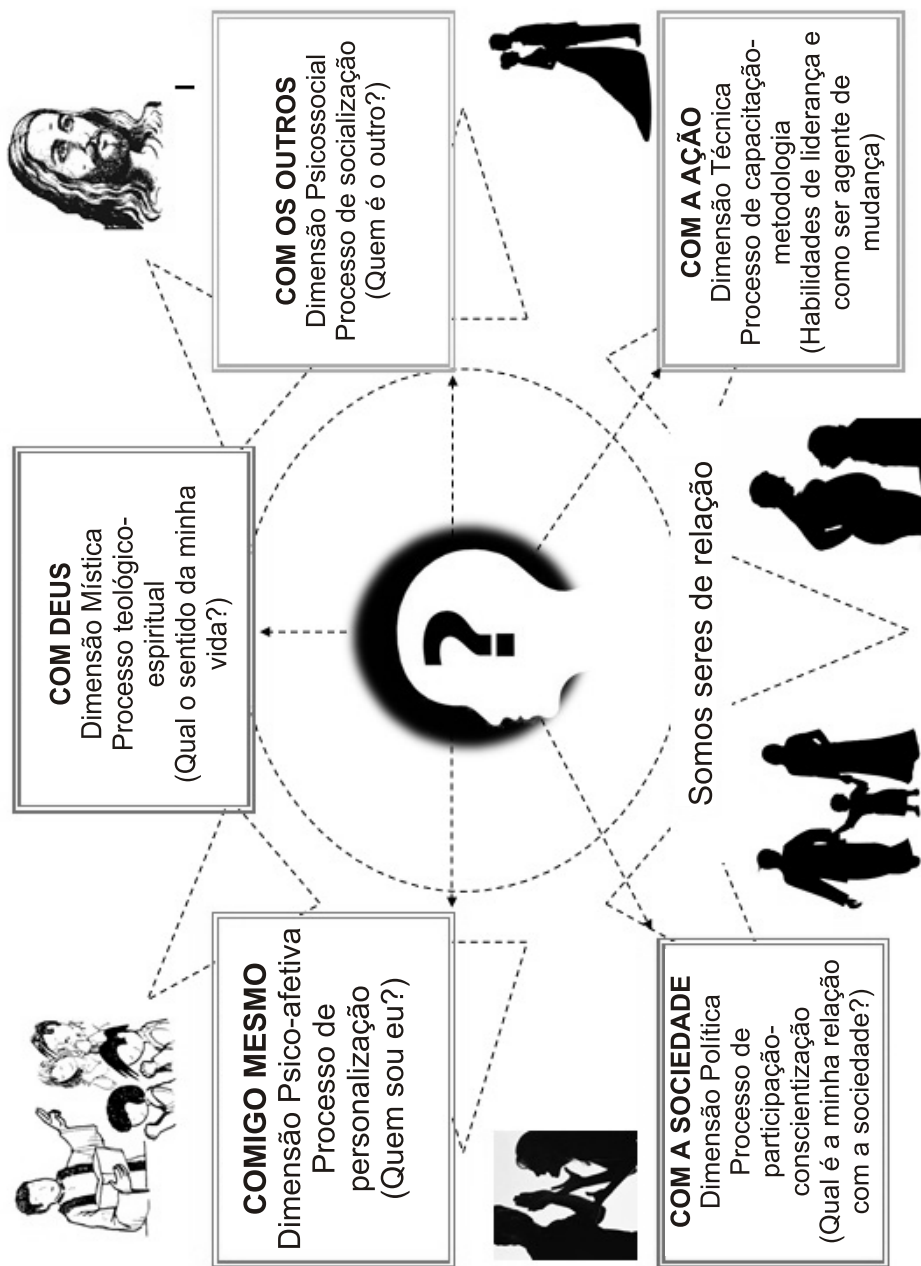 COM DEUS
Dimensão Mística
Processo teológico-
espiritual
(Qual o sentido da minha
vida?)
COMIGO MESMO
Dimensão Psico-afetiva
Processo de
personalização
(Quem sou eu?)
?
COM OS OUTROS
Dimensão Psicossocial
Processo de socialização
(Quem é o outro?)
COM A SOCIEDADE
Dimensão Política
Processo de
participação-
conscientização
(Qual é a minha relação
com a sociedade?)
Somos seres de relação
COM A AÇÃO
Dimensão Técnica
Processo de capacitação-
metodologia
(Habilidades de liderança e
como ser agente de
mudança)